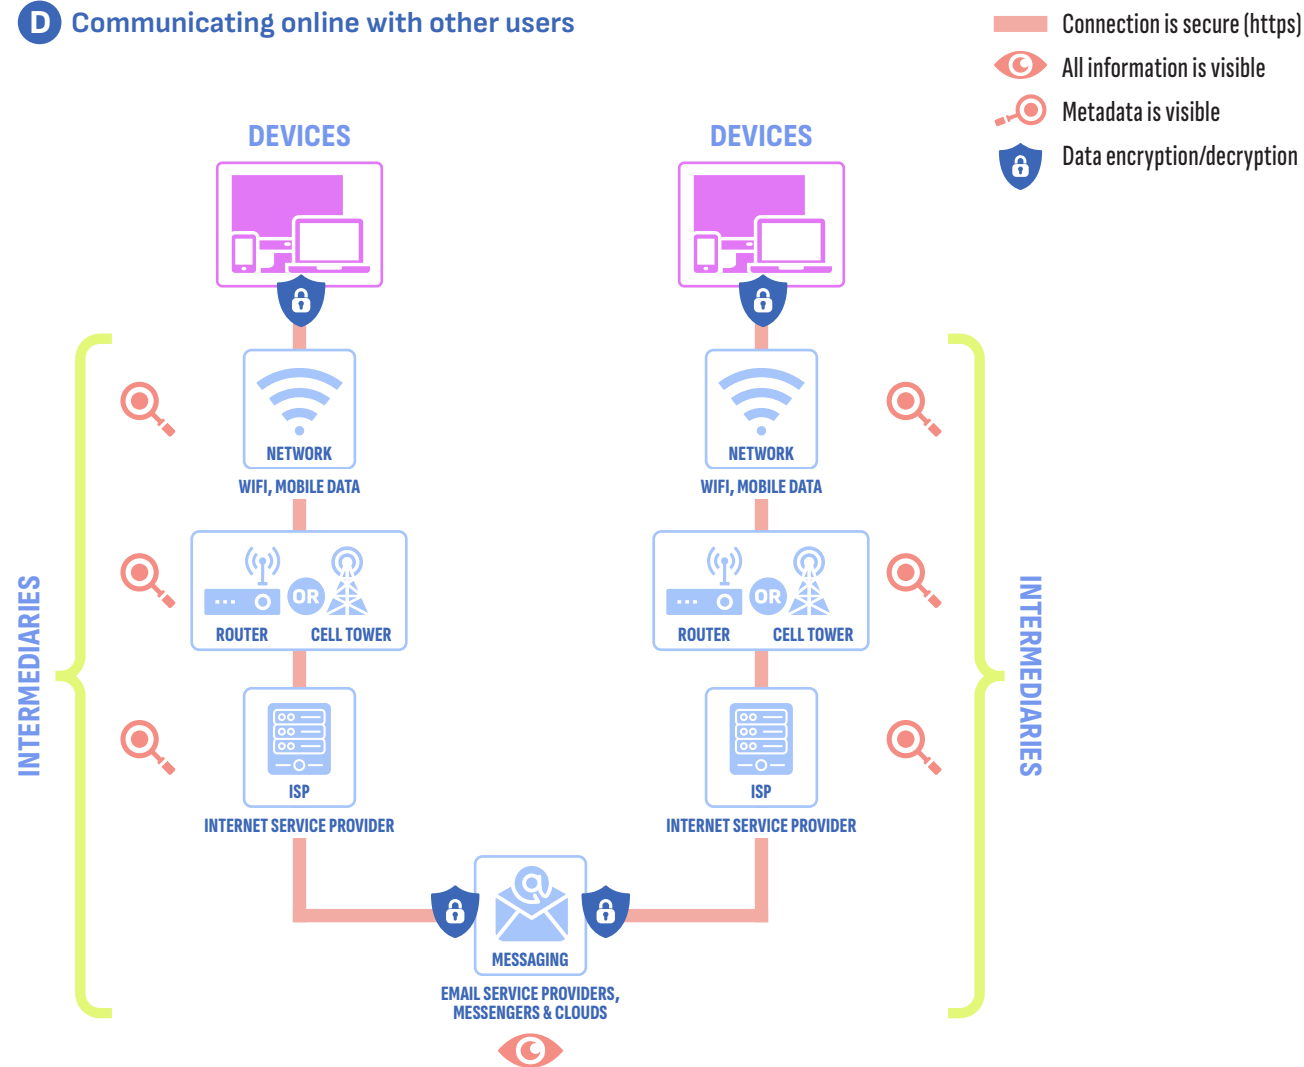 D Communicating online with other users
Connection is secure (https)
All information is visible
Metadata is visible
Data encryption/decryption
DEVICES
DEVICES
NETWORK
WIFI, MOBILE DATA
NETWORK
WIFI, MOBILE DATA
OR
ROUTER CELL TOWER
OR
ROUTER CELL TOWER
INTERMEDIARIES
INTERMEDIARIES
ISP
INTERNET SERVICE PROVIDER
ISP
INTERNET SERVICE PROVIDER
@
MESSAGING
EMAIL SERVICE PROVIDERS,
MESSENGERS & CLOUDS